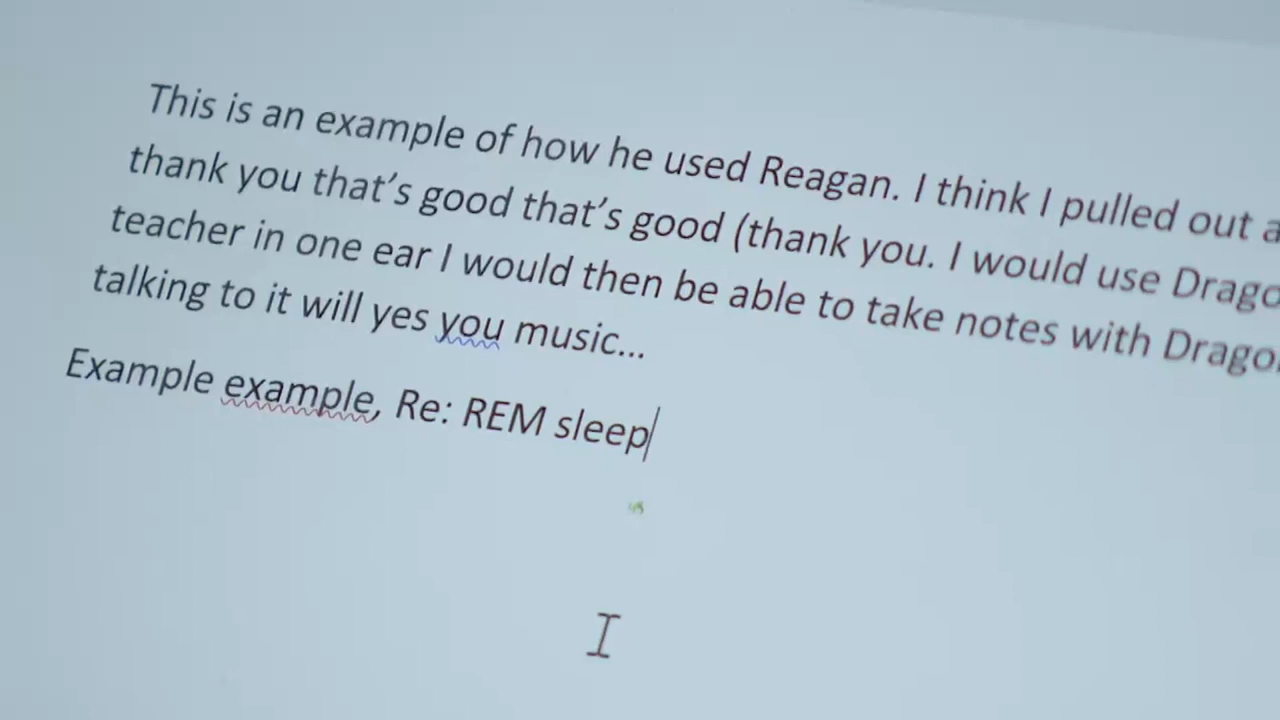 This is an example of how he used Reagan. I think I pulled out a
thank you that's good that's good (thank you. I would use Drago
teacher in one ear I would then be able to take notes with Drago
talking to it will yes you music...
Example example, Re: REM sleep